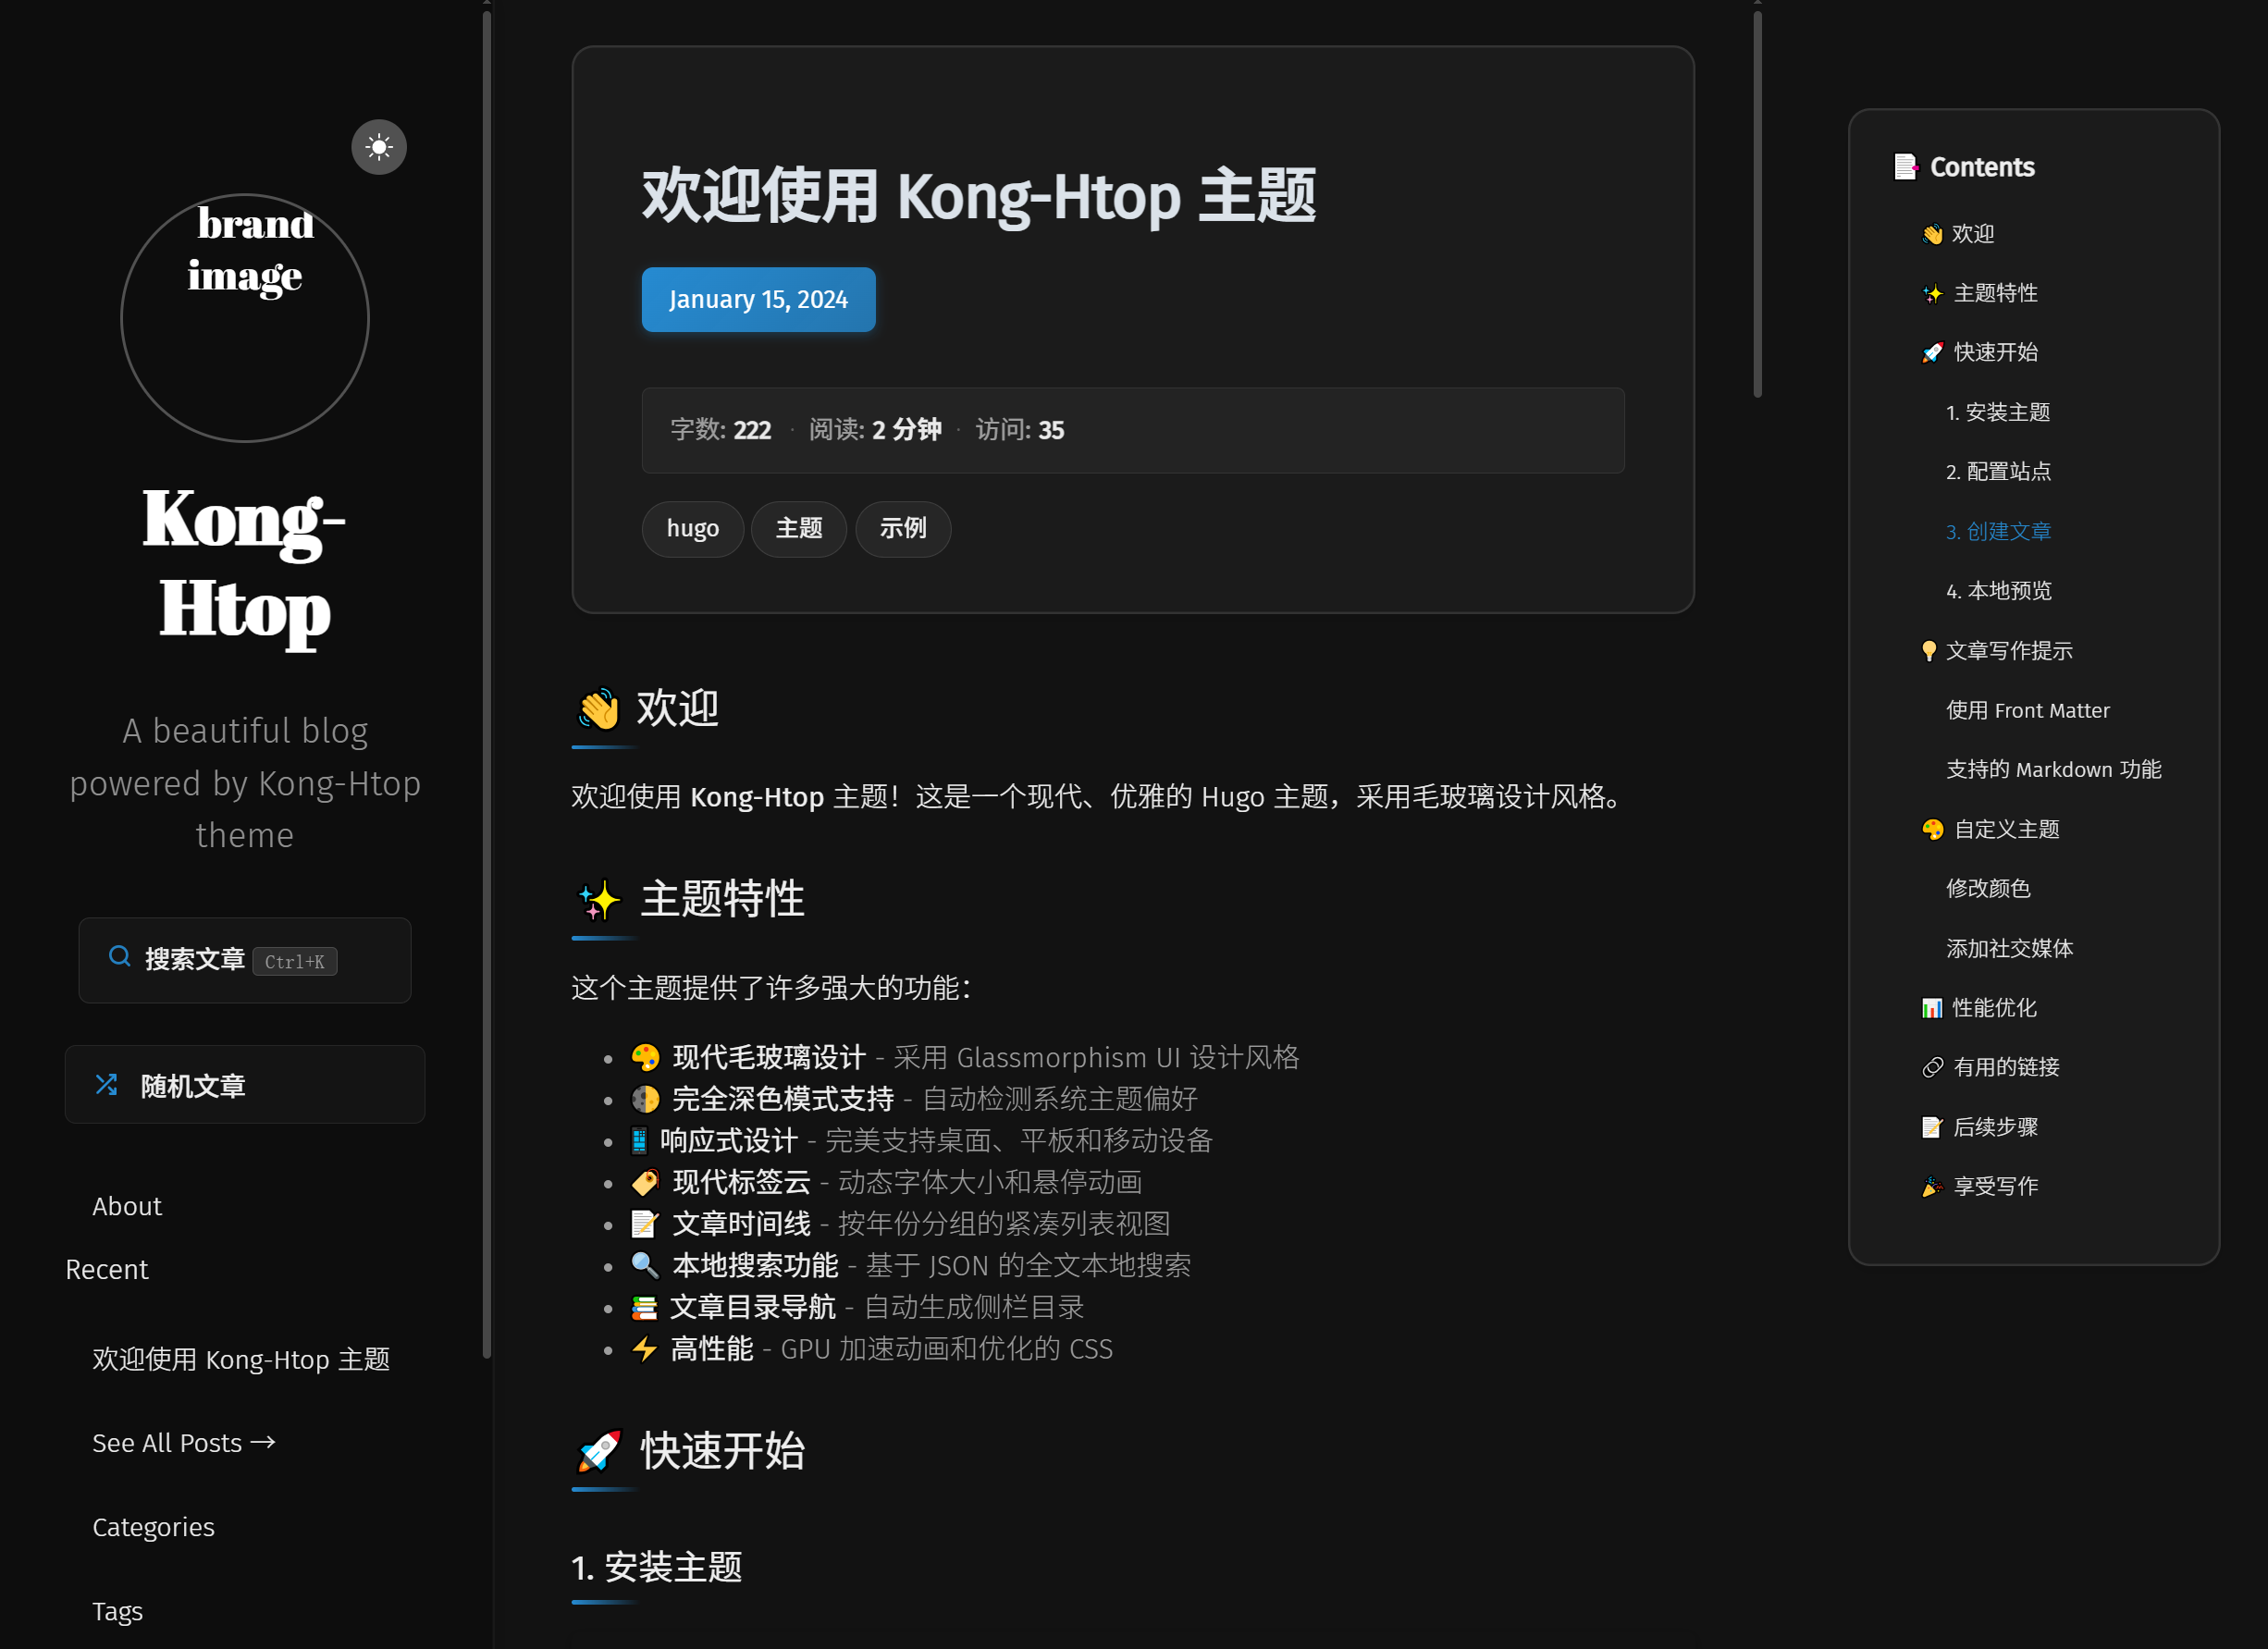 brand
image
Kong-
Htop
A beautiful blog
powered by Kong-Htop
theme
搜索文章 Ctrl+K
随机文章
About
Recent
欢迎使用 Kong-Htop 主题
See All Posts →
Categories
Tags
欢迎使用 Kong-Htop 主题
January 15, 2024
字数: 222 · 阅读: 2 分钟 · 访问: 35
hugo 主题 示例
👋 欢迎
欢迎使用 Kong-Htop 主题！这是一个现代、优雅的 Hugo 主题，采用毛玻璃设计风格。
✨ 主题特性
这个主题提供了许多强大的功能：
• 🎨 现代毛玻璃设计 - 采用 Glassmorphism UI 设计风格
• 🌓 完全深色模式支持 - 自动检测系统主题偏好
• 📱 响应式设计 - 完美支持桌面、平板和移动设备
• 🏷️ 现代标签云 - 动态字体大小和悬停动画
• 📝 文章时间线 - 按年份分组的紧凑列表视图
• 🔍 本地搜索功能 - 基于 JSON 的全文本地搜索
• 📚 文章目录导航 - 自动生成侧栏目录
• ⚡ 高性能 - GPU 加速动画和优化的 CSS
🚀 快速开始
1. 安装主题
📑 Contents
👋 欢迎
✨ 主题特性
🚀 快速开始
1. 安装主题
2. 配置站点
3. 创建文章
4. 本地预览
💡 文章写作提示
使用 Front Matter
支持的 Markdown 功能
🎨 自定义主题
修改颜色
添加社交媒体
📊 性能优化
🔗 有用的链接
📝 后续步骤
🎉 享受写作